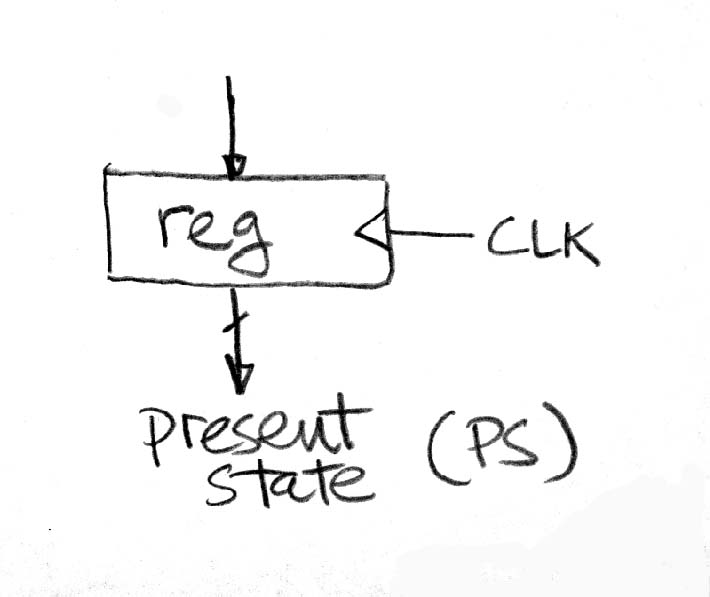 reg
CLK
present
state
(PS)